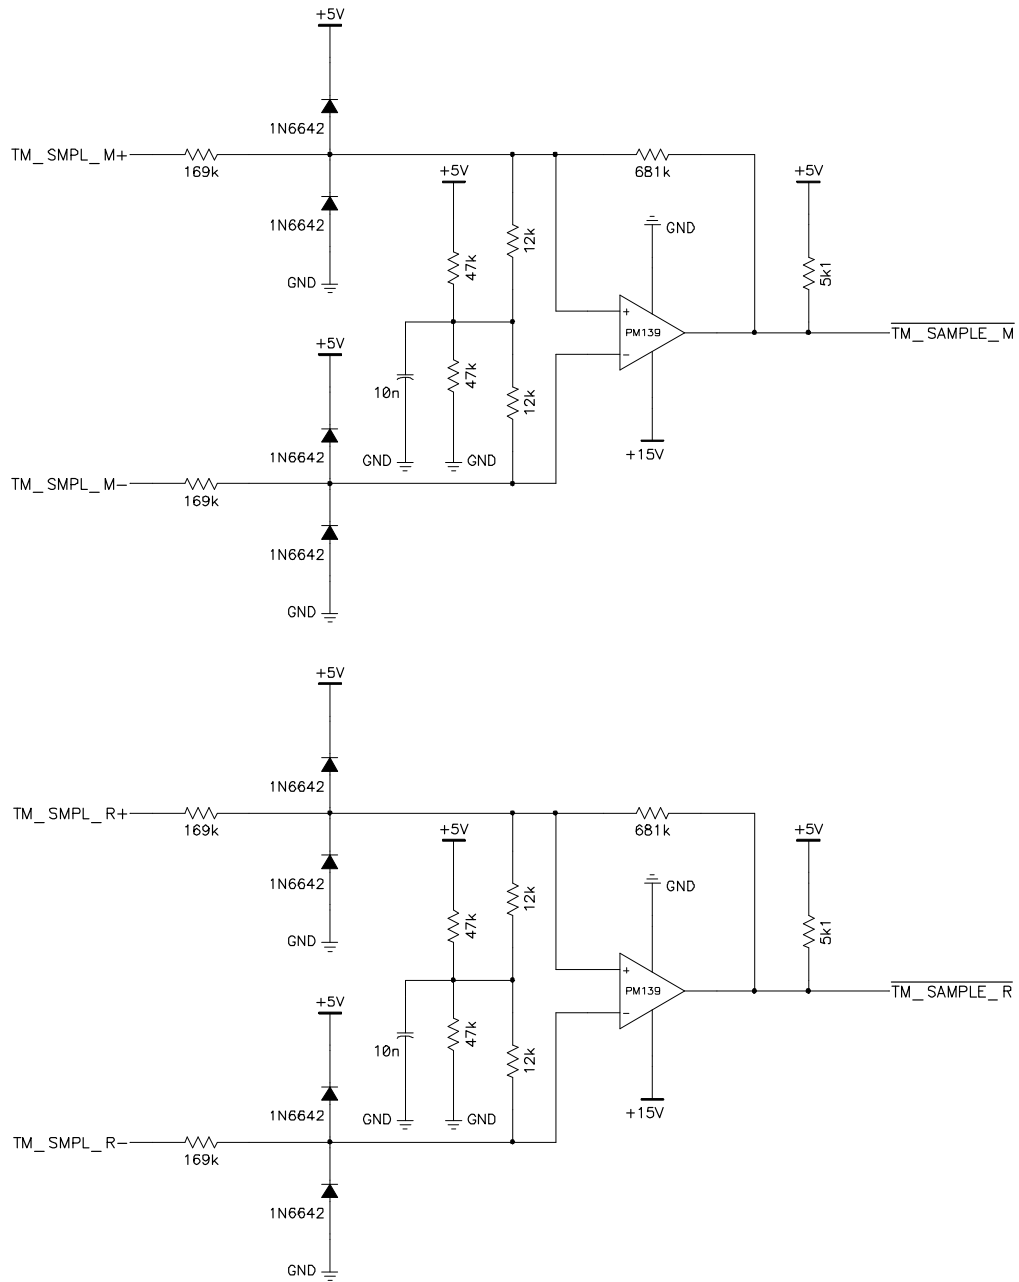 +5V
1N6642
TM_SMPL_M+
169k
+5V
681k
+5V
1N6642
12k
GND
47k
GND
5k1
+
PM139
TM_SAMPLE_M
-
+5V
10n
47k
12k
1N6642
GND
GND
+15V
TM_SMPL_M-
169k
1N6642
GND
+5V
1N6642
TM_SMPL_R+
169k
+5V
681k
+5V
1N6642
12k
GND
47k
GND
5k1
+
PM139
TM_SAMPLE_R
-
+5V
10n
47k
12k
1N6642
GND
GND
+15V
TM_SMPL_R-
169k
1N6642
GND